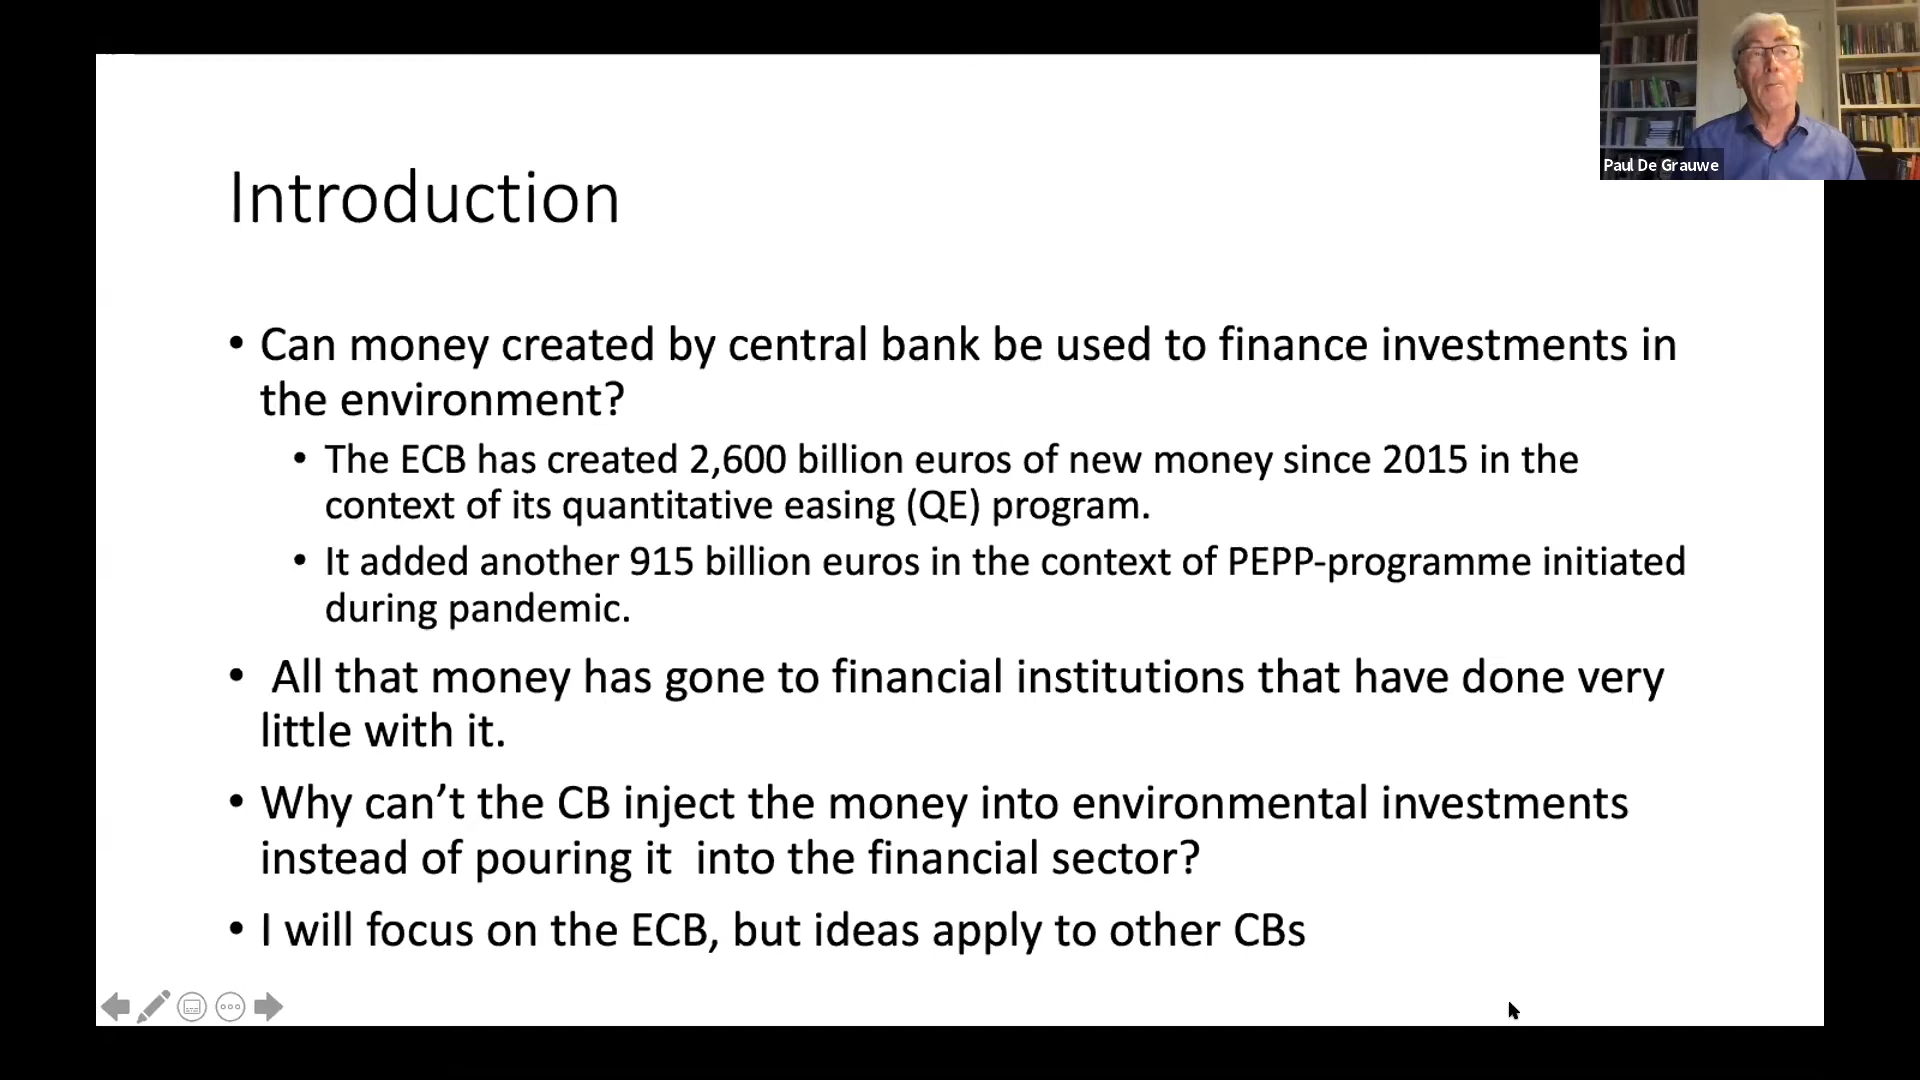 Paul De Grauwe
Introduction
• Can money created by central bank be used to finance investments in
the environment?
• The ECB has created 2,600 billion euros of new money since 2015 in the
context of its quantitative easing (QE) program.
• It added another 915 billion euros in the context of PEPP-programme initiated
during pandemic.
• All that money has gone to financial institutions that have done very
little with it.
• Why can’t the CB inject the money into environmental investments
instead of pouring it into the financial sector?
• I will focus on the ECB, but ideas apply to other CBs